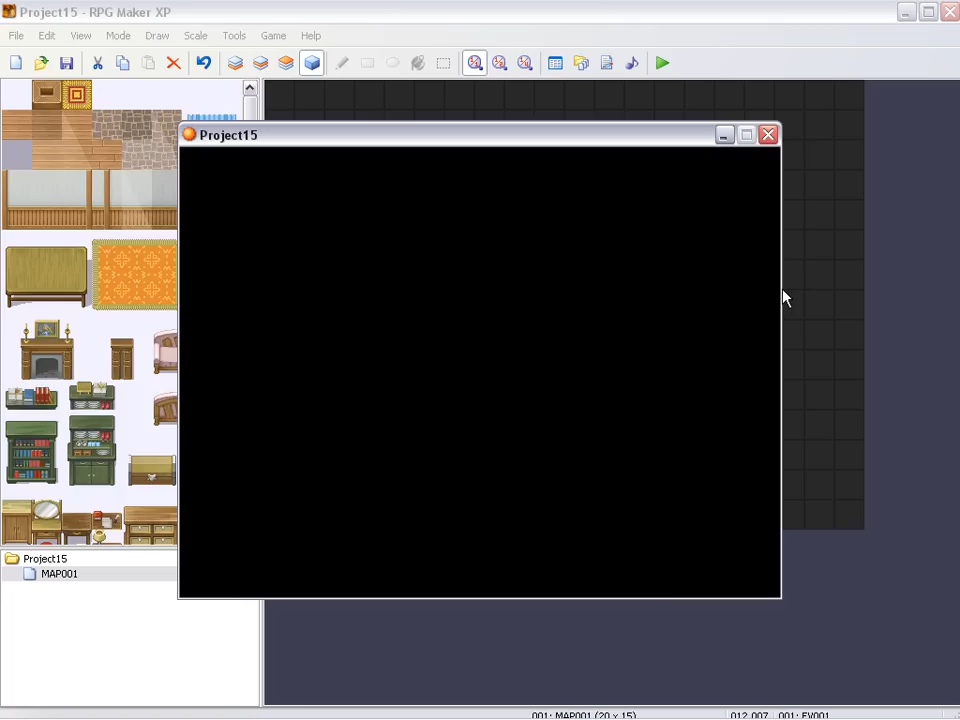 Project15 - RPG Maker XP
File Edit View Mode Draw Scale Tools Game Help
Project15
Project15
MAP001
001: MAP001 (20 x 15) 012,007 001: EV001